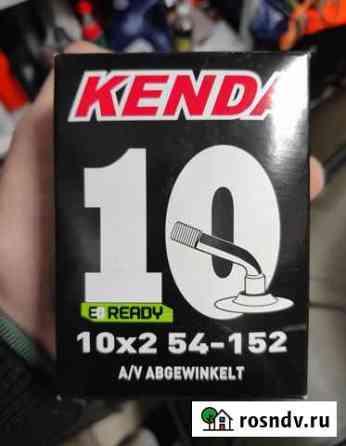 KENDA
10
E READY
10x2 54-152
A/V ABGEWINKELT
rosndv.ru